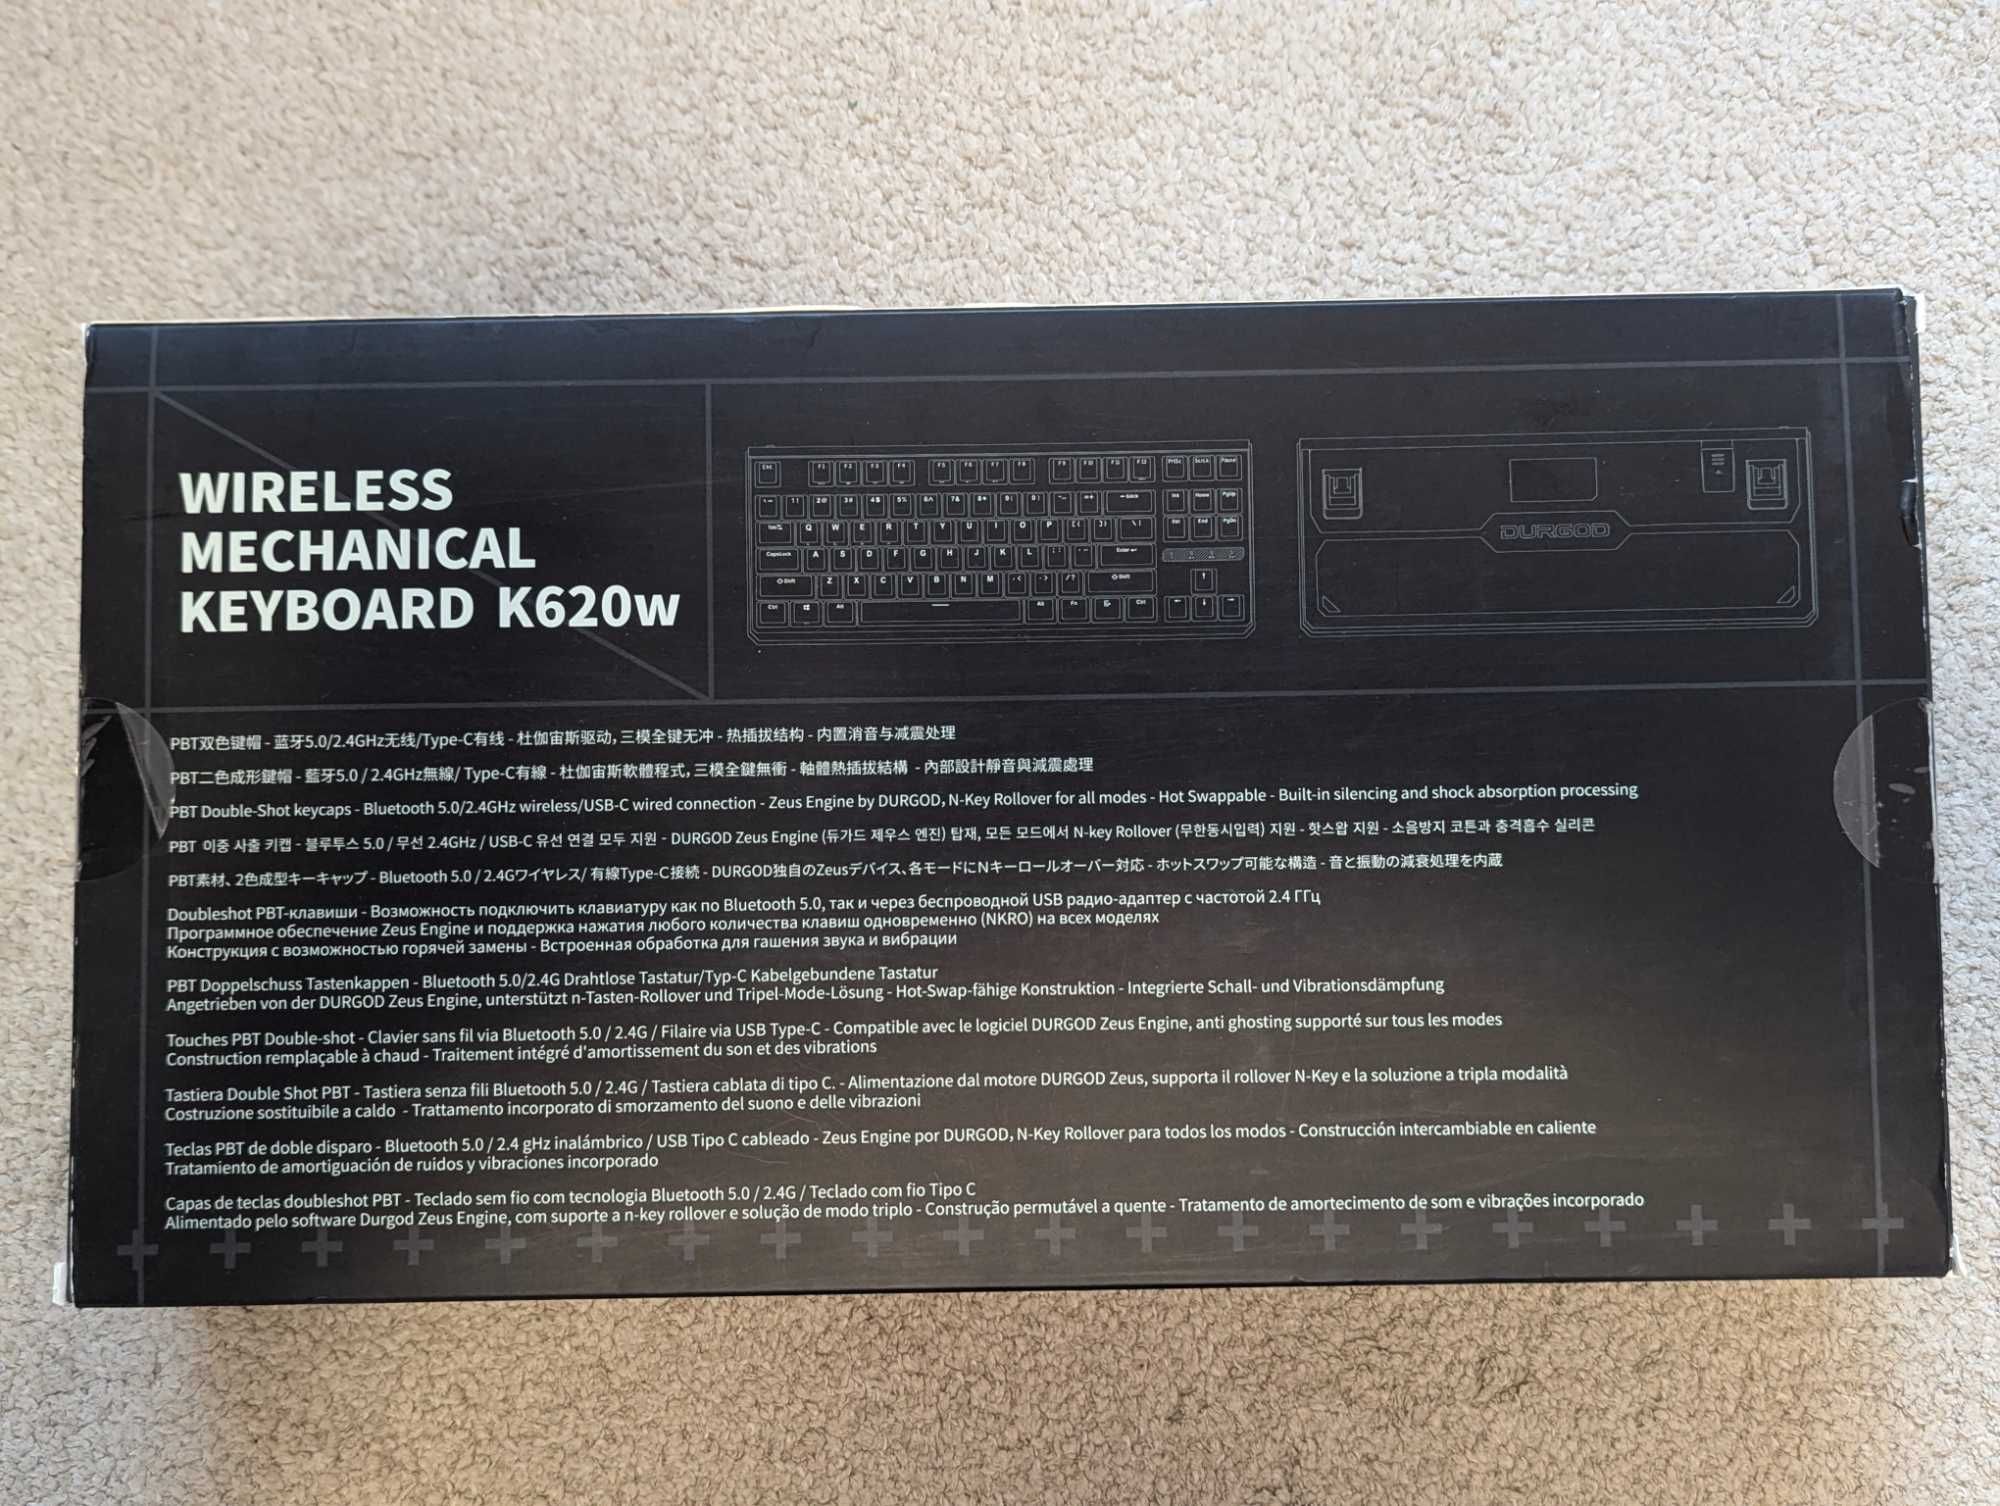 WIRELESS
MECHANICAL
KEYBOARD K620w
DURGOD
PBT双色键帽 - 蓝牙5.0/2.4GHz无线/Type-C有线 - 杜伽宙斯驱动, 三模全键无冲 - 热插拔结构 - 内置消音与减震处理
PBT二色成形鍵帽 - 藍牙5.0 / 2.4GHz無線/ Type-C有線 - 杜伽宙斯軟體程式, 三模全鍵無衝 - 軸體熱插拔結構 - 內部設計靜音與減震處理
PBT Double-Shot keycaps - Bluetooth 5.0/2.4GHz wireless/USB-C wired connection - Zeus Engine by DURGOD, N-Key Rollover for all modes - Hot Swappable - Built-in silencing and shock absorption processing
PBT 이중 사출 키캡 - 블루투스 5.0 / 무선 2.4GHz / USB-C 유선 연결 모두 지원 - DURGOD Zeus Engine (듀가드 제우스 엔진) 탑재, 모든 모드에서 N-key Rollover (무한동시입력) 지원 - 핫스왑 지원 - 소음방지 코튼과 충격흡수 실리콘
PBT素材、2色成型キーキャップ - Bluetooth 5.0 / 2.4Gワイヤレス/ 有線Type-C接続 - DURGOD独自のZeusデバイス、各モードにNキーロールオーバー対応 - ホットスワップ可能な構造 - 音と振動の減衰処理を内蔵
Doubleshot PBT-клавиши - Возможность подключить клавиатуру как по Bluetooth 5.0, так и через беспроводной USB радио-адаптер с частотой 2.4 ГГц
Программное обеспечение Zeus Engine и поддержка нажатия любого количества клавиш одновременно (NKRO) на всех моделях
Конструкция с возможностью горячей замены - Встроенная обработка для гашения звука и вибрации
PBT Doppelschuss Tastenkappen - Bluetooth 5.0/2.4G Drahtlose Tastatur/Typ-C Kabelgebundene Tastatur
Angetrieben von der DURGOD Zeus Engine, unterstützt n-Tasten-Rollover und Tripel-Mode-Lösung - Hot-Swap-fähige Konstruktion - Integrierte Schall- und Vibrationsdämpfung
Touches PBT Double-shot - Clavier sans fil via Bluetooth 5.0 / 2.4G / Filaire via USB Type-C - Compatible avec le logiciel DURGOD Zeus Engine, anti ghosting supporté sur tous les modes
Construction remplaçable à chaud - Traitement intégré d'amortissement du son et des vibrations
Tastiera Double Shot PBT - Tastiera senza fili Bluetooth 5.0 / 2.4G / Tastiera cablata di tipo C. - Alimentazione dal motore DURGOD Zeus, supporta il rollover N-Key e la soluzione a tripla modalità
Costruzione sostituibile a caldo - Trattamento incorporato di smorzamento del suono e delle vibrazioni
Teclas PBT de doble disparo - Bluetooth 5.0 / 2.4 gHz inalámbrico / USB Tipo C cableado - Zeus Engine por DURGOD, N-Key Rollover para todos los modos - Construcción intercambiable en caliente
Tratamiento de amortiguación de ruidos y vibraciones incorporado
Capas de teclas doubleshot PBT - Teclado sem fio com tecnologia Bluetooth 5.0 / 2.4G / Teclado com fio Tipo C
Alimentado pelo software Durgod Zeus Engine, com suporte a n-key rollover e solução de modo triplo - Construção permutável a quente - Tratamento de amortecimento de som e vibrações incorporado